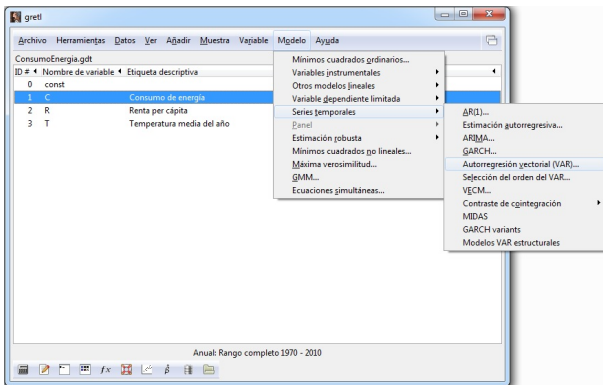 gretl
Archivo Herramientas Datos Ver Añadir Muestra Variable Modelo Ayuda
ConsumoEnergia.gdt
ID # Nombre de variable Etiqueta descriptiva
0 const
1 C Consumo de energía
2 R Renta per cápita
3 T Temperatura media del año
Mínimos cuadrados ordinarios...
Variables instrumentales
Otros modelos lineales
Variable dependiente limitada
Series temporales
Panel
Estimación robusta
Mínimos cuadrados no lineales...
Máxima verosimilitud...
GMM...
Ecuaciones simultáneas...
AR(1)...
Estimación autorregresiva...
ARIMA...
GARCH...
Autorregresión vectorial (VAR)...
Selección del orden del VAR...
VECM...
Contraste de cointegración
MIDAS
GARCH variants
Modelos VAR estructurales
Anual: Rango completo 1970 - 2010
fx β̂